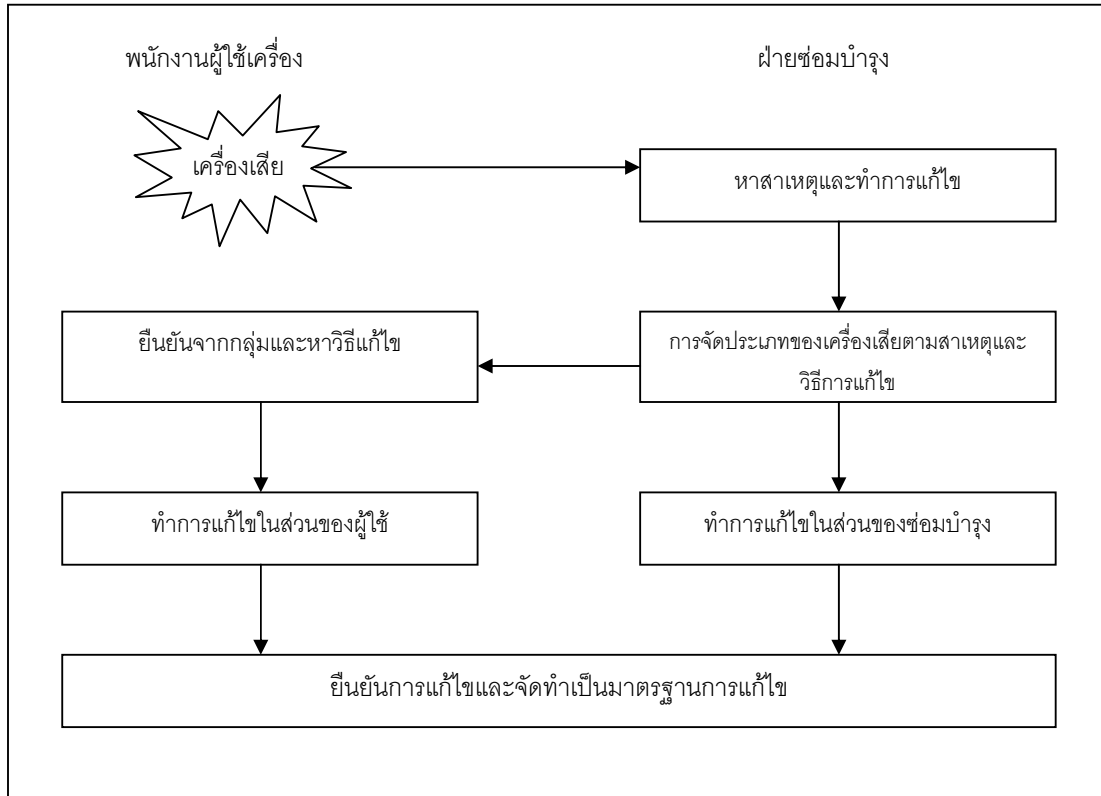 พนักงานผู้ใช้เครื่อง
ฝ่ายซ่อมบำรุง
เครื่องเสีย
หาสาเหตุและทำการแก้ไข
ยืนยันจากกลุ่มและหาวิธีแก้ไข
การจัดประเภทของเครื่องเสียตามสาเหตุและ
วิธีการแก้ไข
ทำการแก้ไขในส่วนของผู้ใช้
ทำการแก้ไขในส่วนของซ่อมบำรุง
ยืนยันการแก้ไขและจัดทำเป็นมาตรฐานการแก้ไข